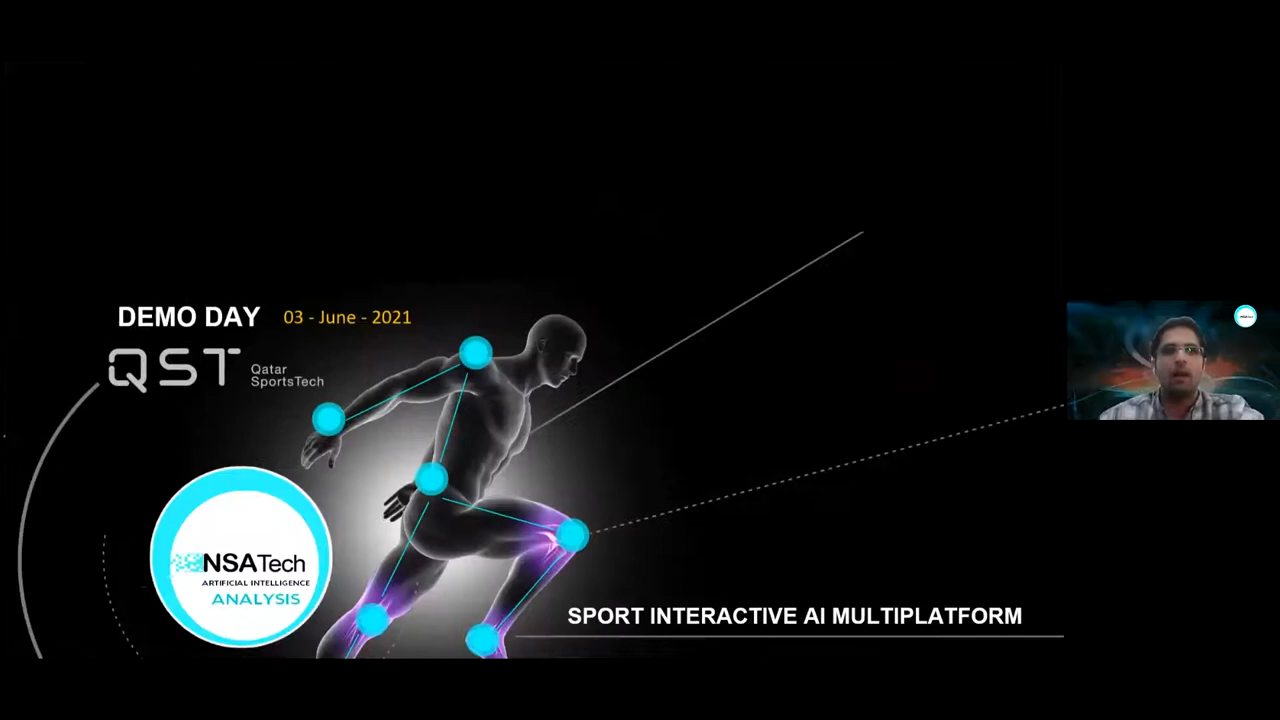 DEMO DAY 03 - June - 2021
QST Qatar
SportsTech
NSATech
ARTIFICIAL INTELLIGENCE
ANALYSIS
SPORT INTERACTIVE AI MULTIPLATFORM